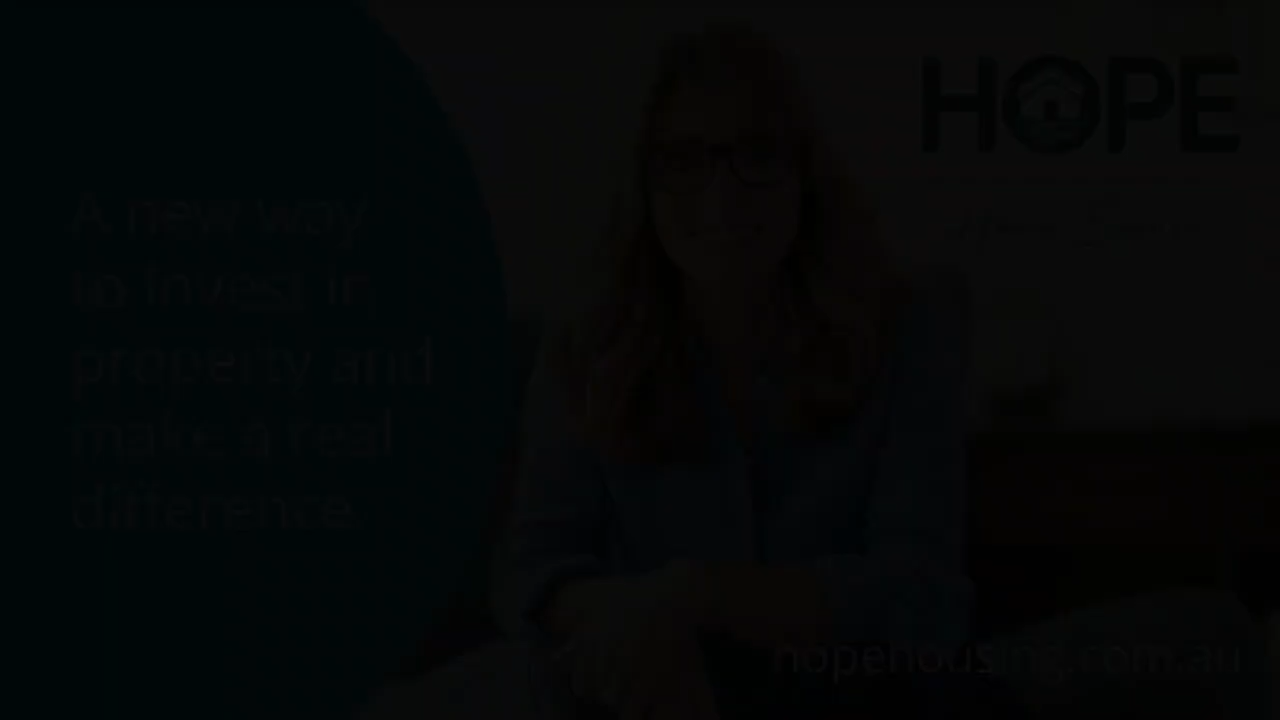 HOPE
A new way
to invest in
property and
make a real
difference
hopehousing.com.au